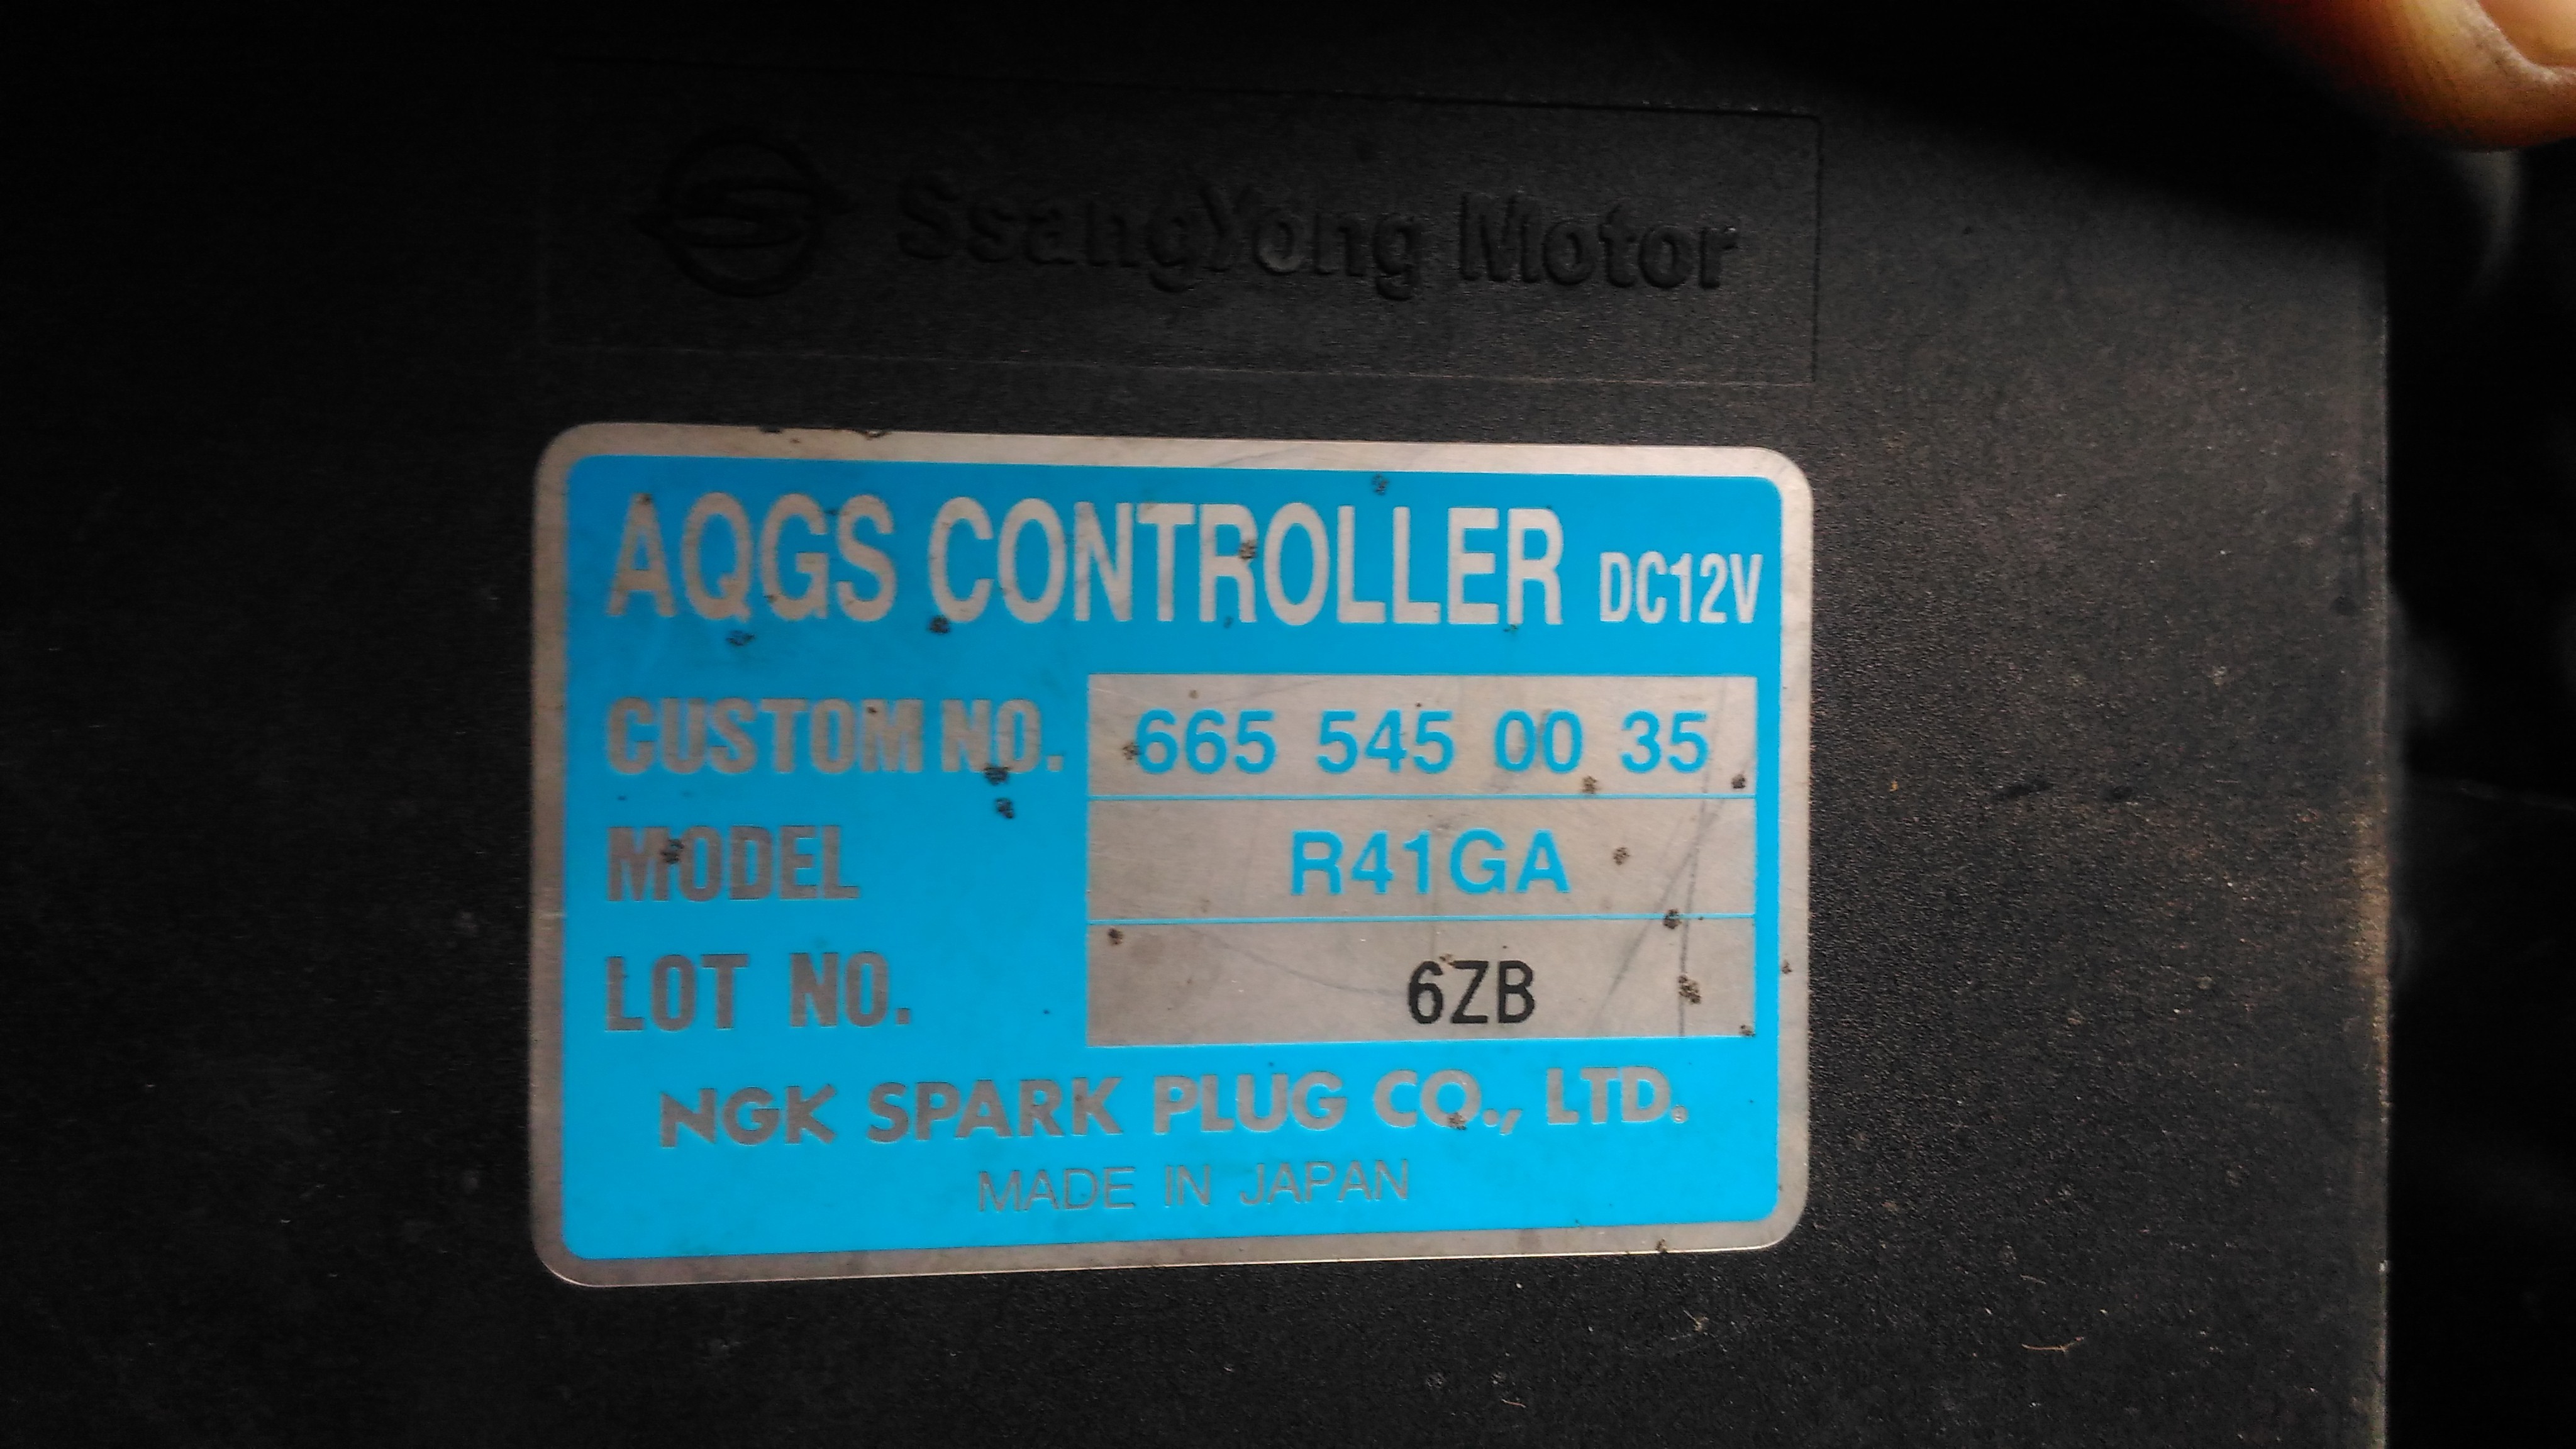 SsangYong Motor
AQGS CONTROLLER DC12V
CUSTOM NO. 665 545 00 35
MODEL R41GA
LOT NO. 6ZB
NGK SPARK PLUG CO., LTD.
MADE IN JAPAN